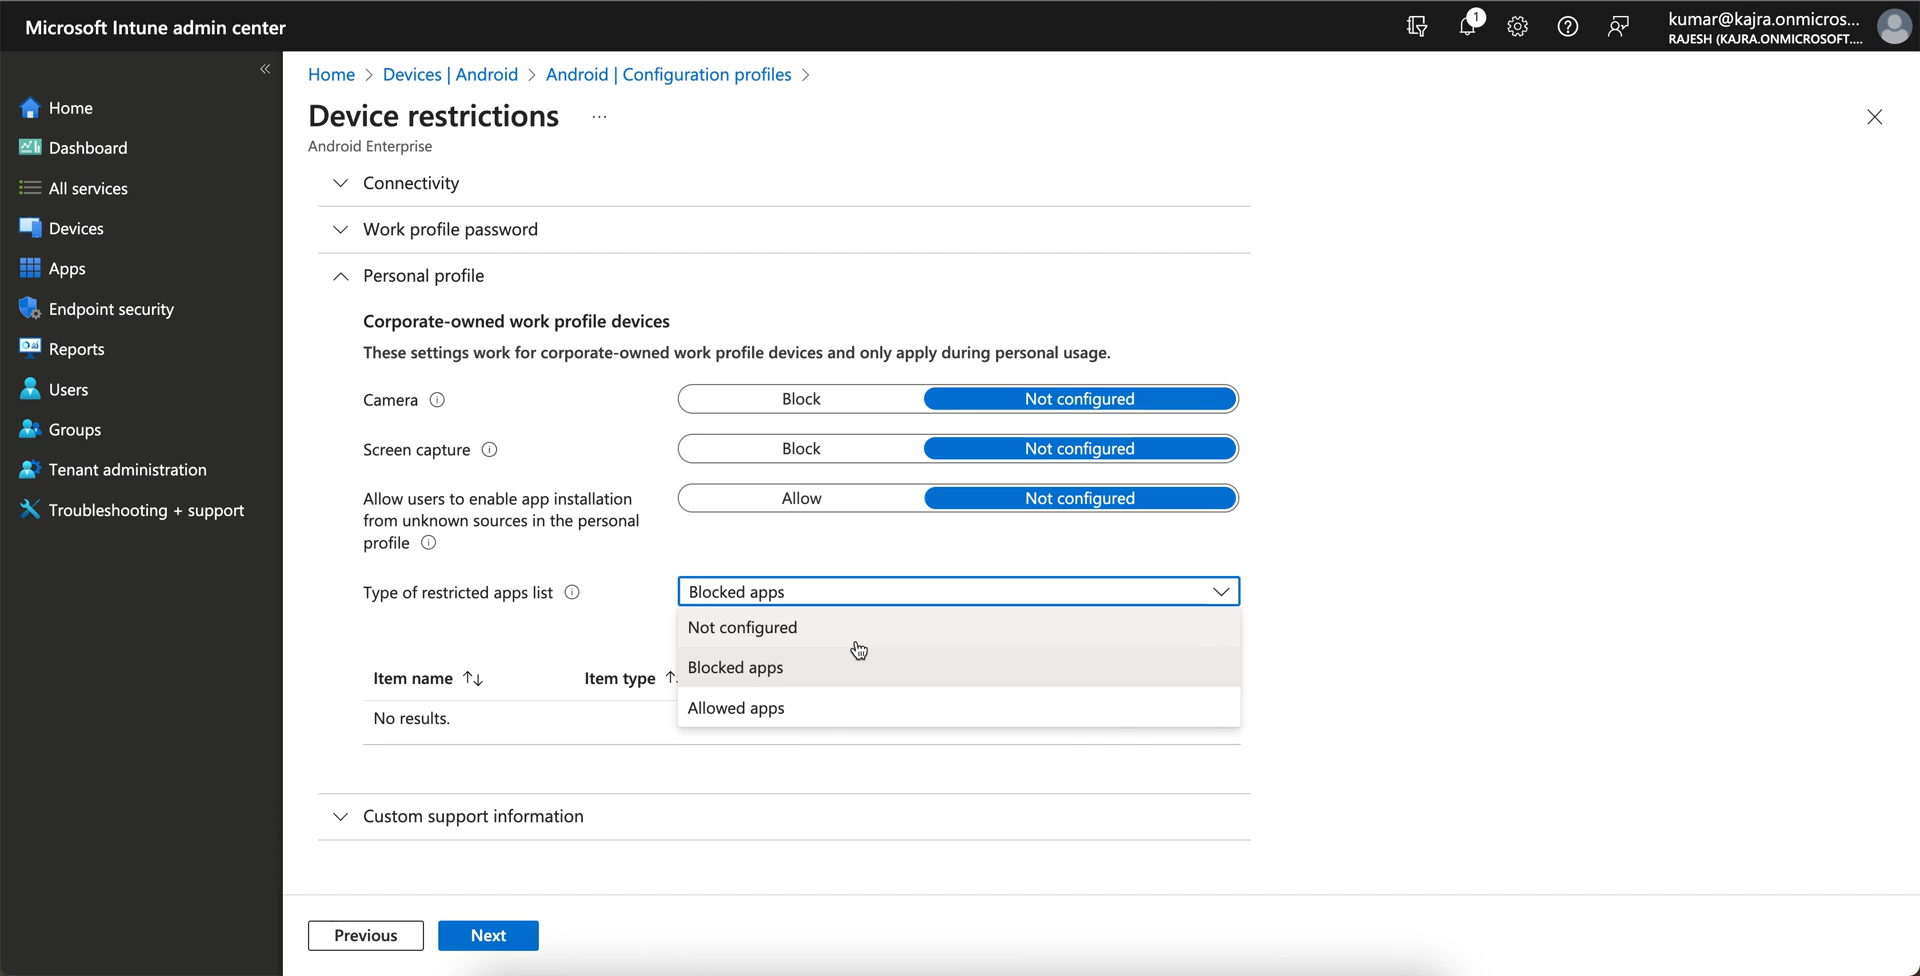 Microsoft Intune admin center
1
kumar@kajra.onmicros...
RAJESH (KAJRA.ONMICROSOFT....
Home
Dashboard
All services
Devices
Apps
Endpoint security
Reports
Users
Groups
Tenant administration
Troubleshooting + support
Home > Devices | Android > Android | Configuration profiles >
Device restrictions ...
Android Enterprise
Connectivity
Work profile password
Personal profile
Corporate-owned work profile devices
These settings work for corporate-owned work profile devices and only apply during personal usage.
Camera Block Not configured
Screen capture Block Not configured
Allow users to enable app installation
from unknown sources in the personal
profile
Allow Not configured
Type of restricted apps list Blocked apps
Not configured
Blocked apps
Allowed apps
Item name Item type
No results.
Custom support information
Previous Next